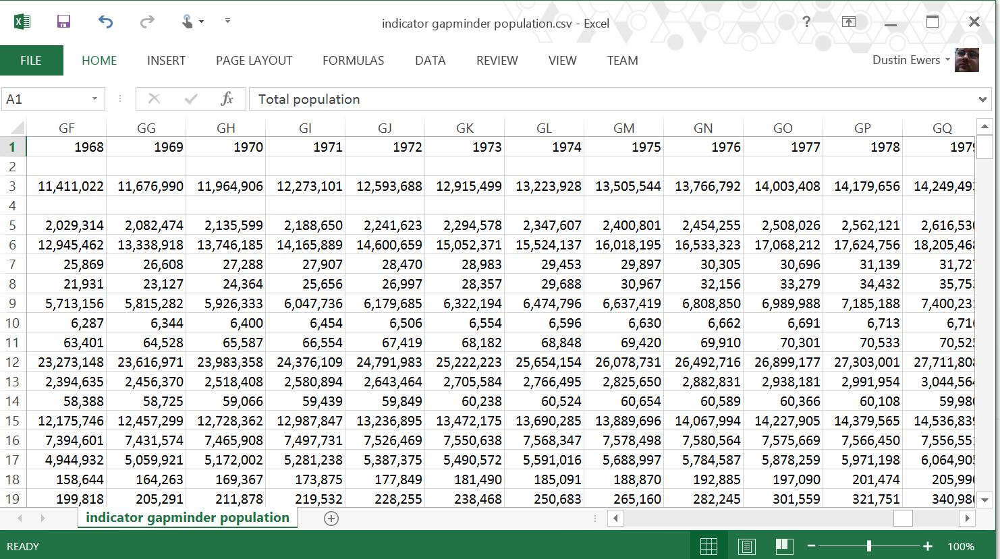 indicator gapminder population.csv - Excel
?
FILE HOME INSERT PAGE LAYOUT FORMULAS DATA REVIEW VIEW TEAM Dustin Ewers
A1 fx Total population
GF GG GH GI GJ GK GL GM GN GO GP GQ
1 1968 1969 1970 1971 1972 1973 1974 1975 1976 1977 1978 1979
2
3 11,411,022 11,676,990 11,964,906 12,273,101 12,593,688 12,915,499 13,223,928 13,505,544 13,766,792 14,003,408 14,179,656 14,249,49
4
5 2,029,314 2,082,474 2,135,599 2,188,650 2,241,623 2,294,578 2,347,607 2,400,801 2,454,255 2,508,026 2,562,121 2,616,53
6 12,945,462 13,338,918 13,746,185 14,165,889 14,600,659 15,052,371 15,524,137 16,018,195 16,533,323 17,068,212 17,624,756 18,205,46
7 25,869 26,608 27,288 27,907 28,470 28,983 29,453 29,897 30,305 30,696 31,139 31,72
8 21,931 23,127 24,364 25,656 26,997 28,357 29,688 30,967 32,156 33,279 34,432 35,75
9 5,713,156 5,815,282 5,926,333 6,047,736 6,179,685 6,322,194 6,474,796 6,637,419 6,808,850 6,989,988 7,185,188 7,400,23
10 6,287 6,344 6,400 6,454 6,506 6,554 6,596 6,630 6,662 6,691 6,713 6,71
11 63,401 64,528 65,587 66,554 67,419 68,182 68,848 69,420 69,910 70,301 70,533 70,52
12 23,273,148 23,616,971 23,983,358 24,376,109 24,791,983 25,222,223 25,654,154 26,078,731 26,492,716 26,899,177 27,303,001 27,711,80
13 2,394,635 2,456,370 2,518,408 2,580,894 2,643,464 2,705,584 2,766,495 2,825,650 2,882,831 2,938,181 2,991,954 3,044,56
14 58,388 58,725 59,066 59,439 59,849 60,238 60,524 60,654 60,589 60,366 60,108 59,98
15 12,175,746 12,457,299 12,728,362 12,987,847 13,236,895 13,472,175 13,690,285 13,889,696 14,067,994 14,227,905 14,379,565 14,536,83
16 7,394,601 7,431,574 7,465,908 7,497,731 7,526,469 7,550,638 7,568,347 7,578,498 7,580,564 7,575,669 7,566,450 7,556,55
17 4,944,932 5,059,921 5,172,002 5,281,238 5,387,375 5,490,572 5,591,016 5,688,997 5,784,587 5,878,259 5,971,198 6,064,90
18 158,644 164,263 169,367 173,875 177,849 181,490 185,091 188,870 192,885 197,090 201,474 205,99
19 199,818 205,291 211,878 219,532 228,255 238,468 250,683 265,160 282,245 301,559 321,751 340,98
indicator gapminder population
READY 100%